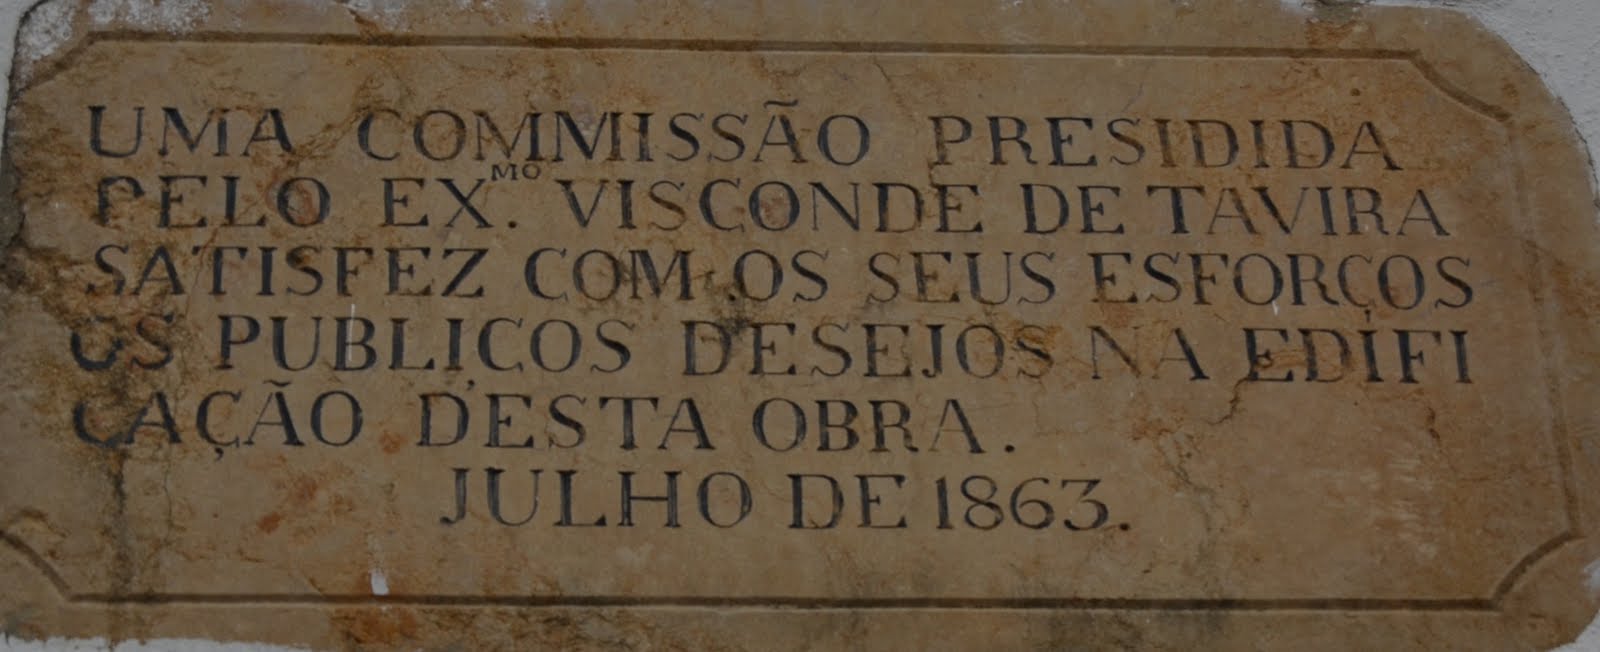 UMA COMMISSÃO PRESIDIDA
PELO EX.MO VISCONDE DE TAVIRA
SATISFEZ COM OS SEUS ESFORÇOS
OS PUBLIÇOS DESEJOS NA EDIFI
CAÇÃO DESTA OBRA.
JULHO DE 1863.